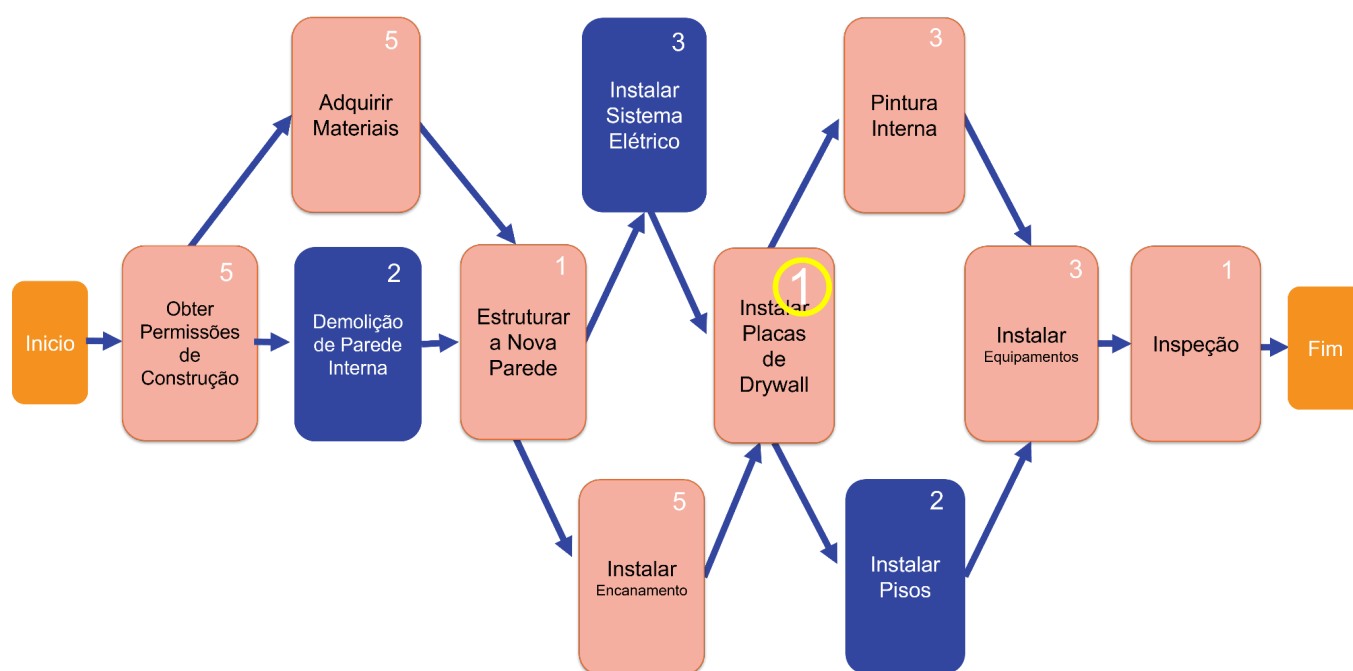 Inicio
5
Obter
Permissões
de
Construção
5
Adquirir
Materiais
2
Demolição
de Parede
Interna
1
Estruturar
a Nova
Parede
3
Instalar
Sistema
Elétrico
5
Instalar
Encanamento
1
Instalar
Placas
de
Drywall
3
Pintura
Interna
2
Instalar
Pisos
3
Instalar
Equipamentos
1
Inspeção
Fim